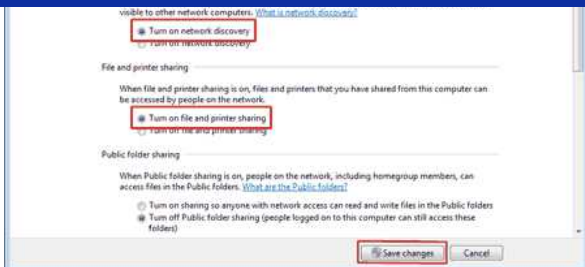 visible to other network computers. What is network discovery?
Turn on network discovery
Turn off network discovery
File and printer sharing
When file and printer sharing is on, files and printers that you have shared from this computer can
be accessed by people on the network.
Turn on file and printer sharing
Turn off file and printer sharing
Public folder sharing
When Public folder sharing is on, people on the network, including homegroup members, can
access files in the Public folders. What are the Public folders?
Turn on sharing so anyone with network access can read and write files in the Public folders
Turn off Public folder sharing (people logged on to this computer can still access these
folders)
Save changes
Cancel